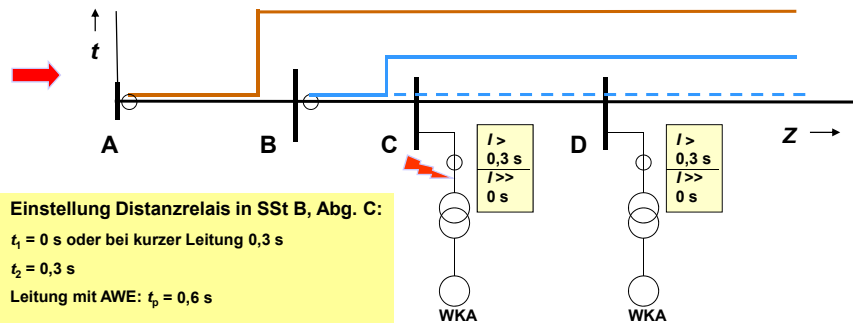 t
A
B
C
D
Z
I >
0,3 s
I >>
0 s
I >
0,3 s
I >>
0 s
Einstellung Distanzrelais in SSt B, Abg. C:
t1 = 0 s oder bei kurzer Leitung 0,3 s
t2 = 0,3 s
Leitung mit AWE: tp = 0,6 s
WKA
WKA